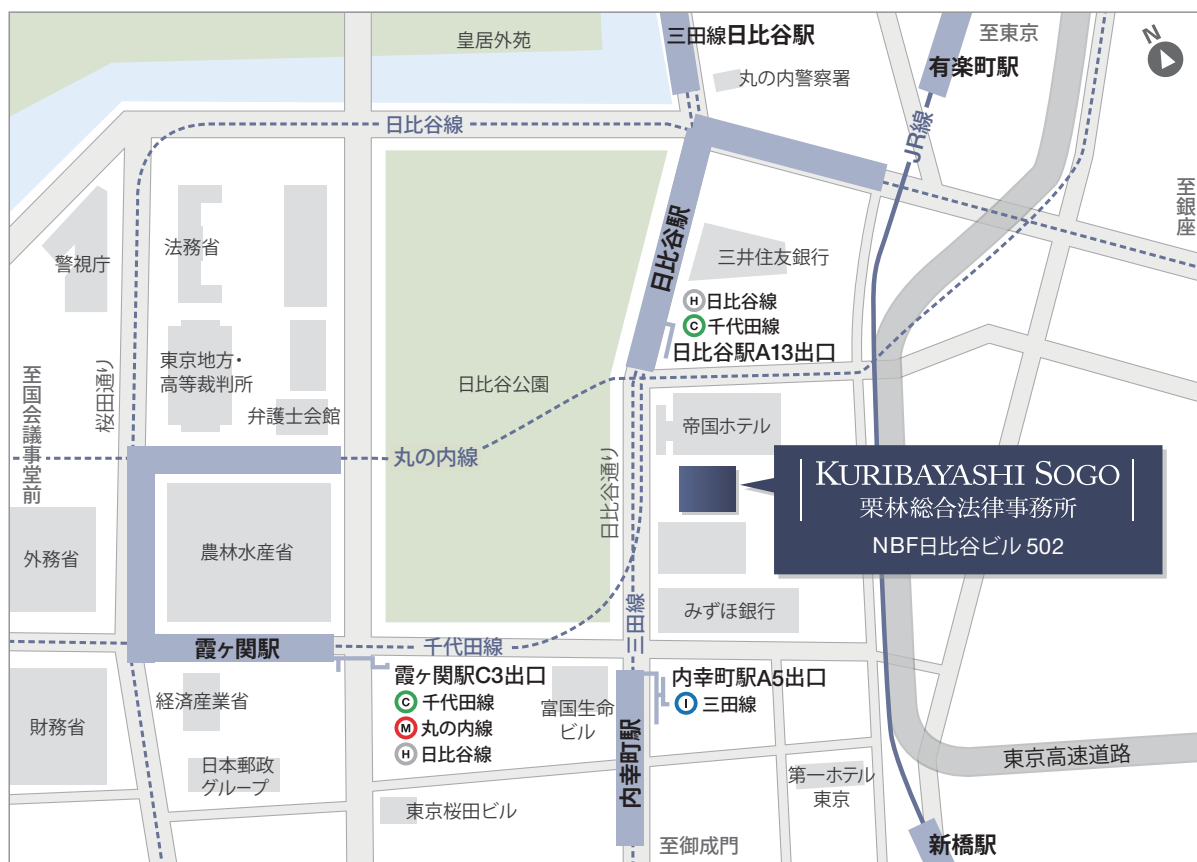 皇居外苑
三田線日比谷駅
至東京
N
丸の内警察署
有楽町駅
日比谷線
JR線
至銀座
法務省
警視庁
日比谷駅
三井住友銀行
H 日比谷線
C 千代田線
日比谷駅A13出口
東京地方・
高等裁判所
桜田通り
至国会議事堂前
日比谷公園
弁護士会館
帝国ホテル
丸の内線
日比谷通り
KURIBAYASHI SOGO
栗林総合法律事務所
NBF日比谷ビル 502
外務省
農林水産省
みずほ銀行
三田線
霞ヶ関駅
千代田線
霞ヶ関駅C3出口
C 千代田線
M 丸の内線
H 日比谷線
内幸町駅A5出口
I 三田線
経済産業省
財務省
富国生命
ビル
内幸町駅
日本郵政
グループ
東京高速道路
第一ホテル
東京
東京桜田ビル
至御成門
新橋駅